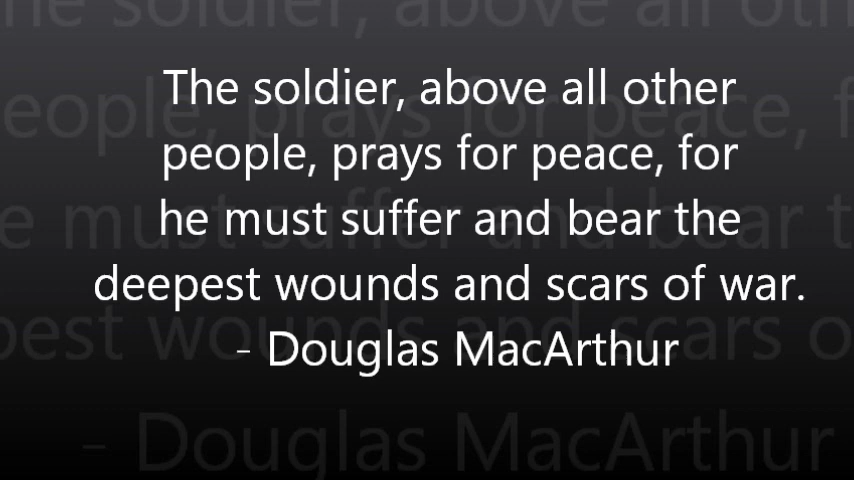 The soldier, above all other
people, prays for peace, for
he must suffer and bear the
deepest wounds and scars of war.
- Douglas MacArthur